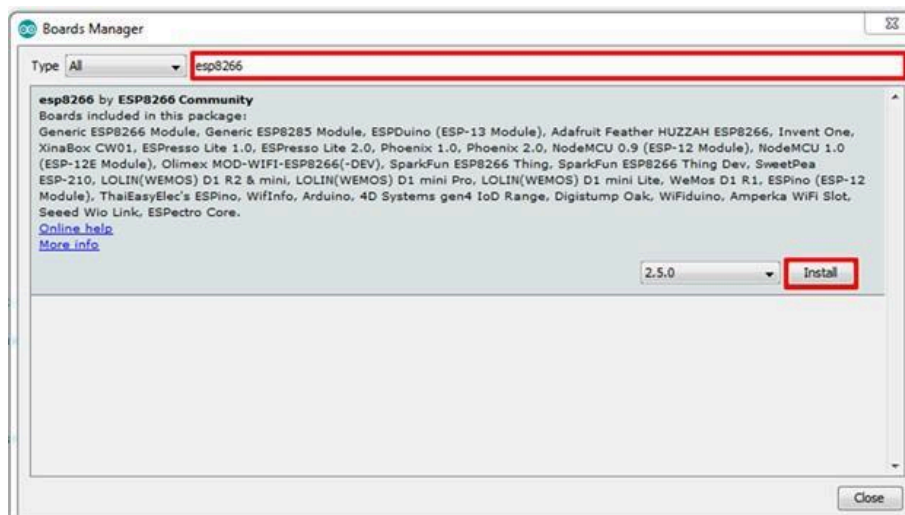 Boards Manager
Type All esp8266
esp8266 by ESP8266 Community
Boards included in this package:
Generic ESP8266 Module, Generic ESP8285 Module, ESPDuino (ESP-13 Module), Adafruit Feather HUZZAH ESP8266, Invent One,
XinaBox CW01, ESPresso Lite 1.0, ESPresso Lite 2.0, Phoenix 1.0, Phoenix 2.0, NodeMCU 0.9 (ESP-12 Module), NodeMCU 1.0
(ESP-12E Module), Olimex MOD-WIFI-ESP8266(-DEV), SparkFun ESP8266 Thing, SparkFun ESP8266 Thing Dev, SweetPea
ESP-210, LOLIN(WEMOS) D1 R2 & mini, LOLIN(WEMOS) D1 mini Pro, LOLIN(WEMOS) D1 mini Lite, WeMos D1 R1, ESPino (ESP-12
Module), ThaiEasyElec's ESPino, WifInfo, Arduino, 4D Systems gen4 IoD Range, Digistump Oak, WiFiduino, Amperka WiFi Slot,
Seeed Wio Link, ESPectro Core.
Online help
More info
2.5.0 Install
Close